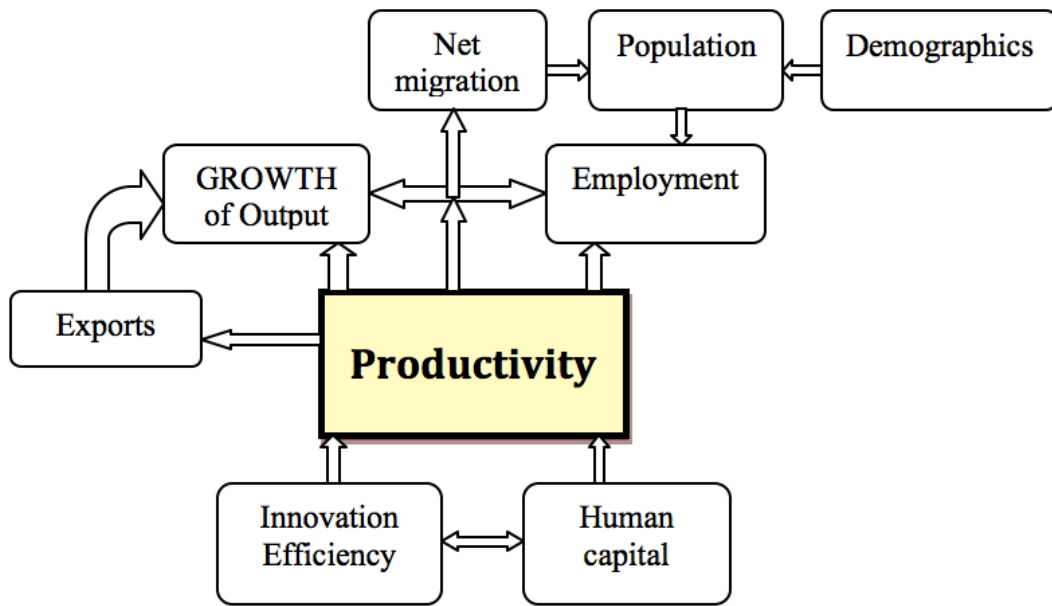 Net
migration
Population
Demographics
GROWTH
of Output
Employment
Exports
Productivity
Innovation
Efficiency
Human
capital